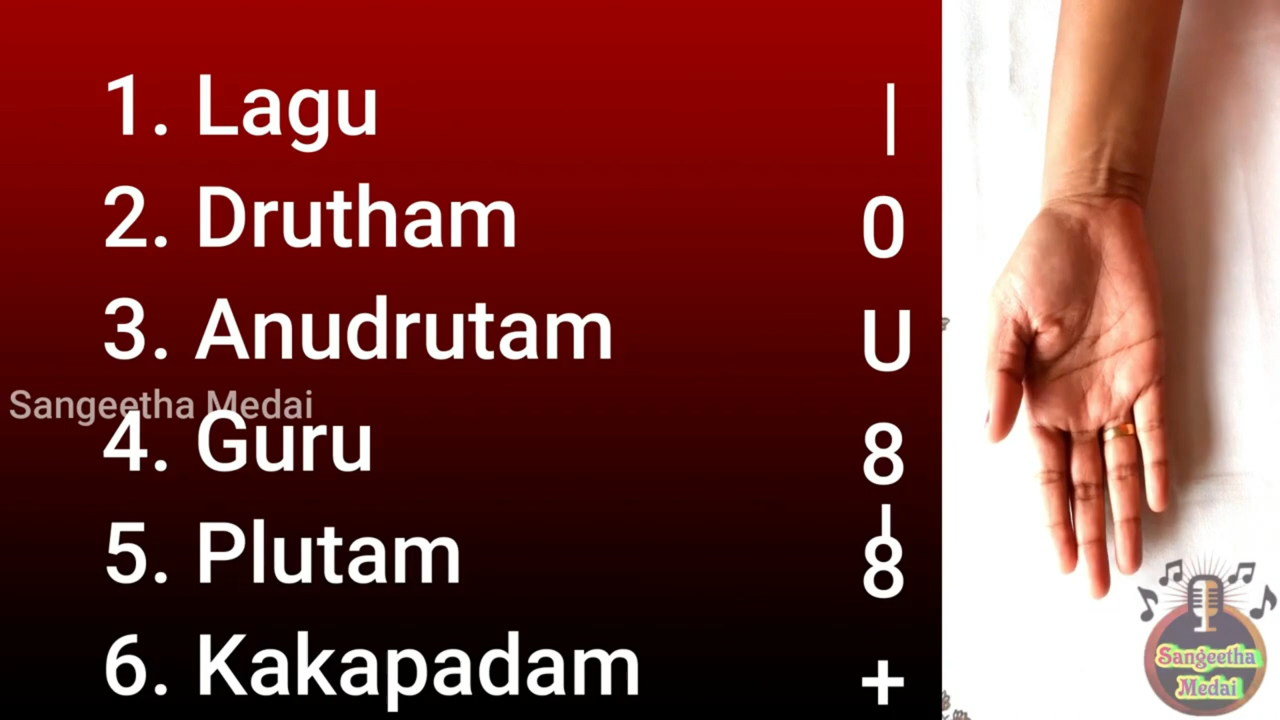 1. Lagu |
2. Drutham 0
3. Anudrutam U
Sangeetha Medai
4. Guru 8
5. Plutam |8
6. Kakapadam +
Sangeetha
Medai